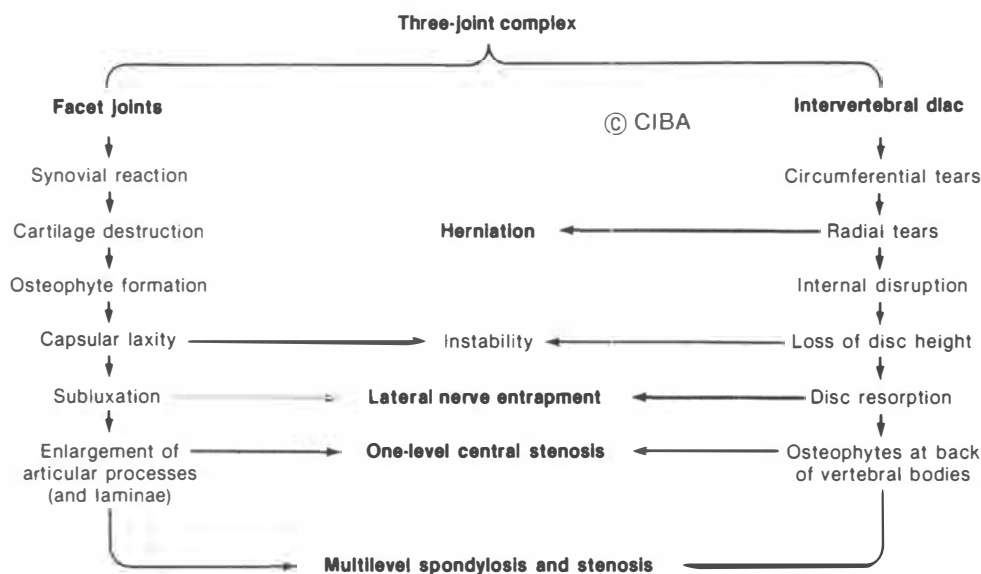 Three-joint complex
Facet joints
Intervertebral disc
© CIBA
Synovial reaction
Circumferential tears
Cartilage destruction
Herniation
Radial tears
Osteophyte formation
Internal disruption
Capsular laxity
Instability
Loss of disc height
Subluxation
Lateral nerve entrapment
Disc resorption
Enlargement of
articular processes
(and laminae)
One-level central stenosis
Osteophytes at back
of vertebral bodies
Multilevel spondylosis and stenosis